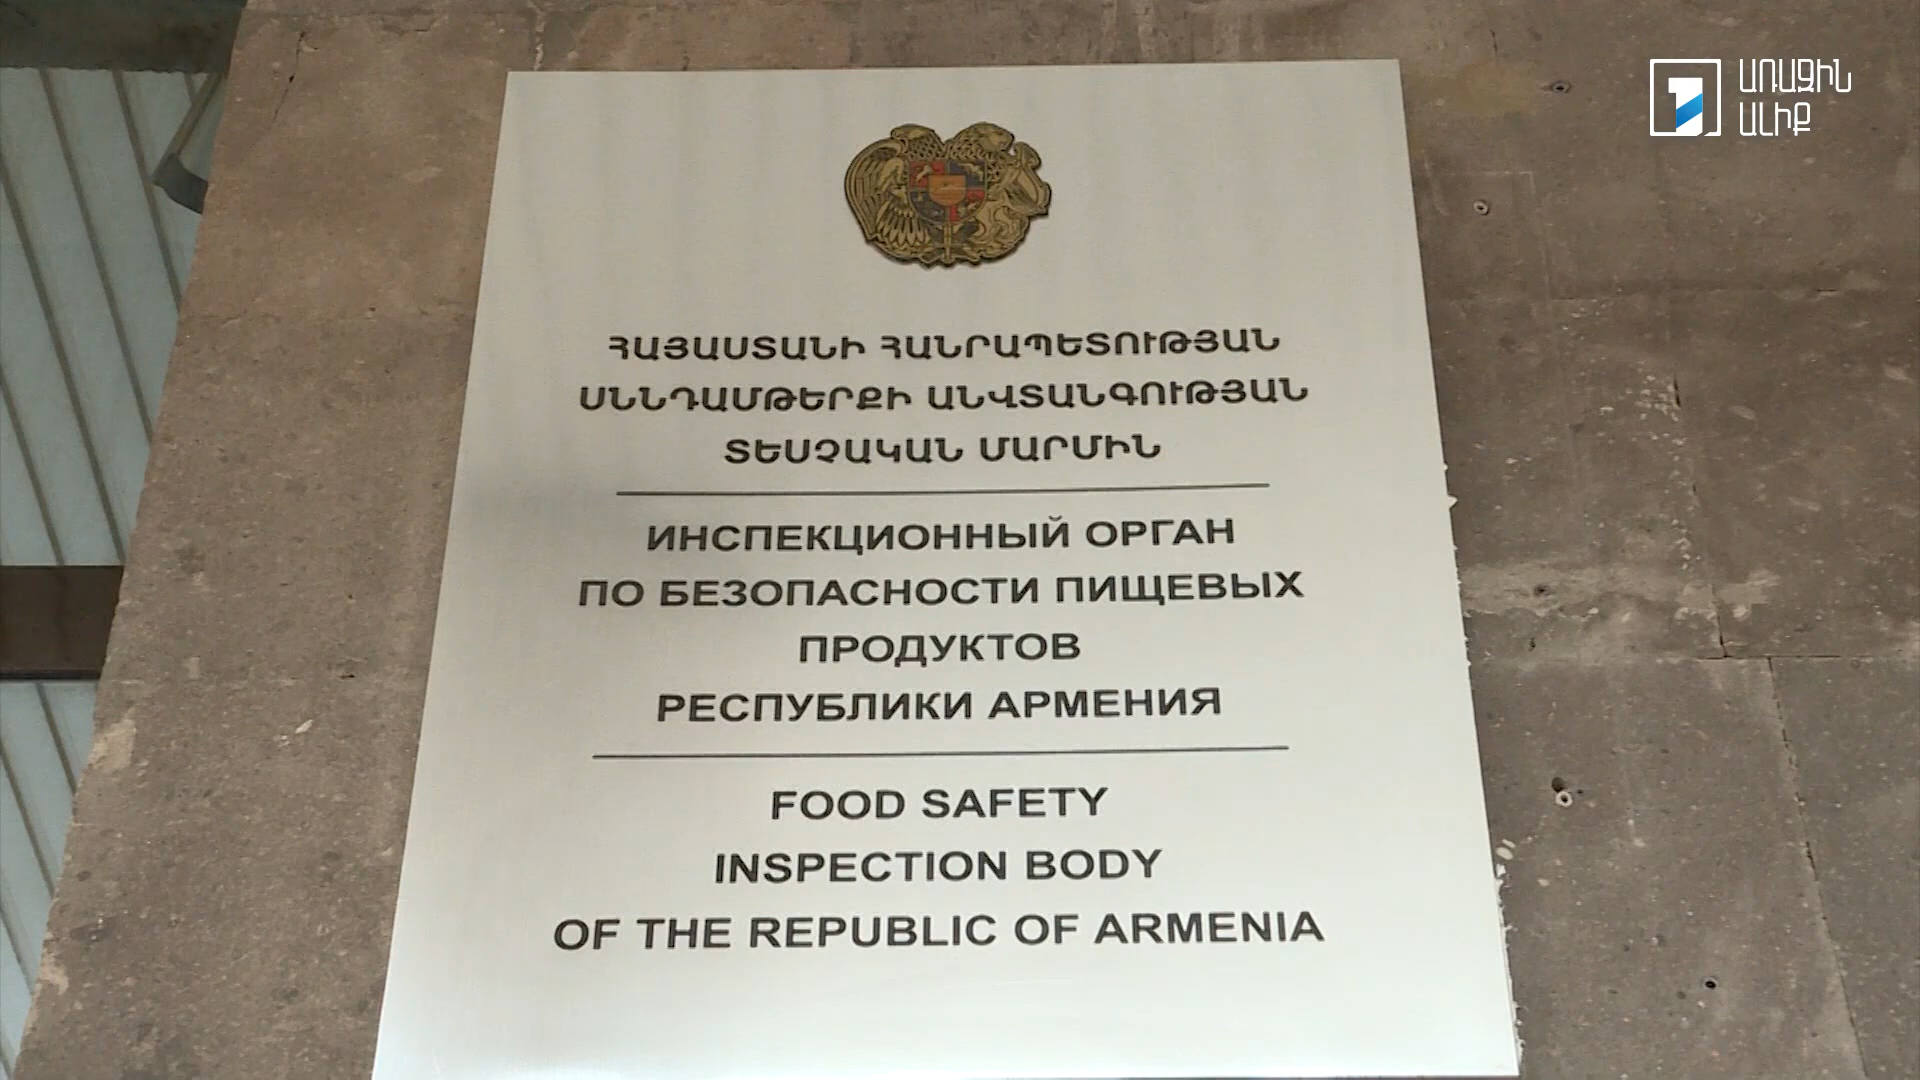 ԱՌԱՋԻՆ
ԱԼԻՔ
ՀԱՅԱՍՏԱՆԻ ՀԱՆՐԱՊԵՏՈՒԹՅԱՆ
ՍՆՆԴԱՄԹԵՐՔԻ ԱՆՎՏԱՆԳՈՒԹՅԱՆ
ՏԵՍՉԱԿԱՆ ՄԱՐՄԻՆ
ИНСПЕКЦИОННЫЙ ОРГАН
ПО БЕЗОПАСНОСТИ ПИЩЕВЫХ
ПРОДУКТОВ
РЕСПУБЛИКИ АРМЕНИЯ
FOOD SAFETY
INSPECTION BODY
OF THE REPUBLIC OF ARMENIA